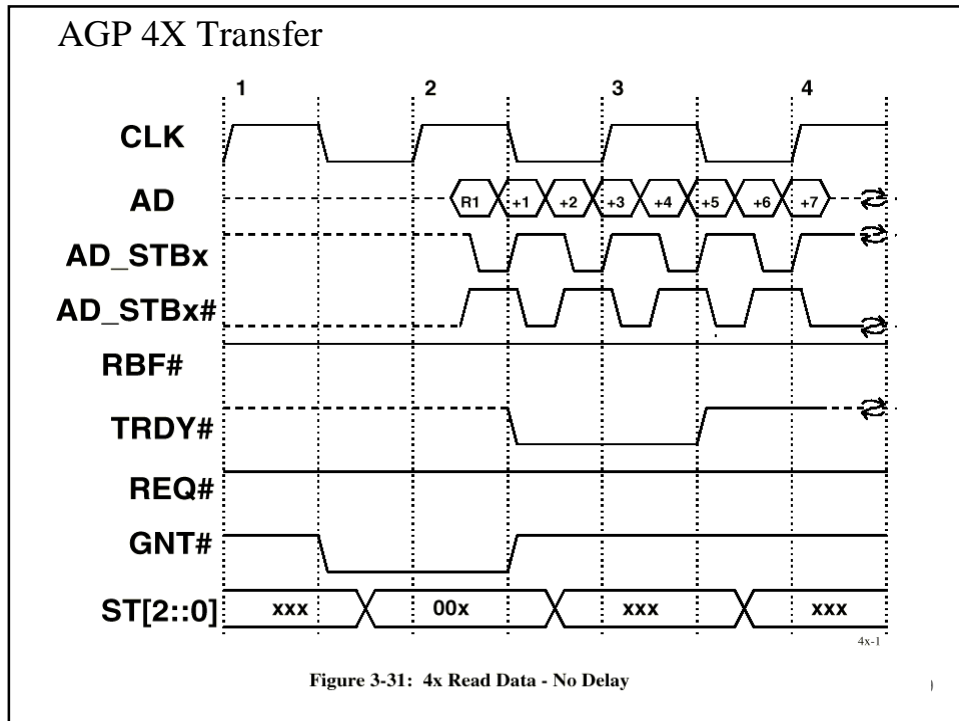 AGP 4X Transfer
1 2 3 4
CLK
AD R1 +1 +2 +3 +4 +5 +6 +7
AD_STBx
AD_STBx#
RBF#
TRDY#
REQ#
GNT#
ST[2::0] xxx 00x xxx xxx
4x-1
Figure 3-31: 4x Read Data - No Delay